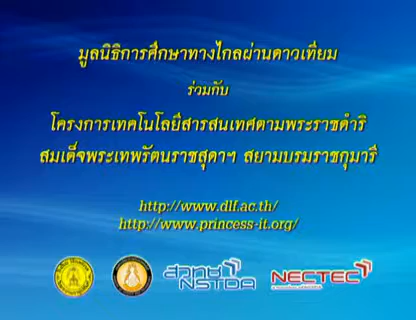 มูลนิธิการศึกษาทางไกลผ่านดาวเทียม
ร่วมกับ
โครงการเทคโนโลยีสารสนเทศตามพระราชดำริ
สมเด็จพระเทพรัตนราชสุดาฯ สยามบรมราชกุมารี
http://www.dlf.ac.th/
http://www.princess-it.org/
สวทช
NSTDA
NECTEC